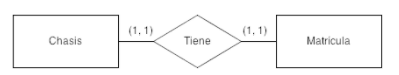 Chasis
(1, 1)
Tiene
(1, 1)
Matricula